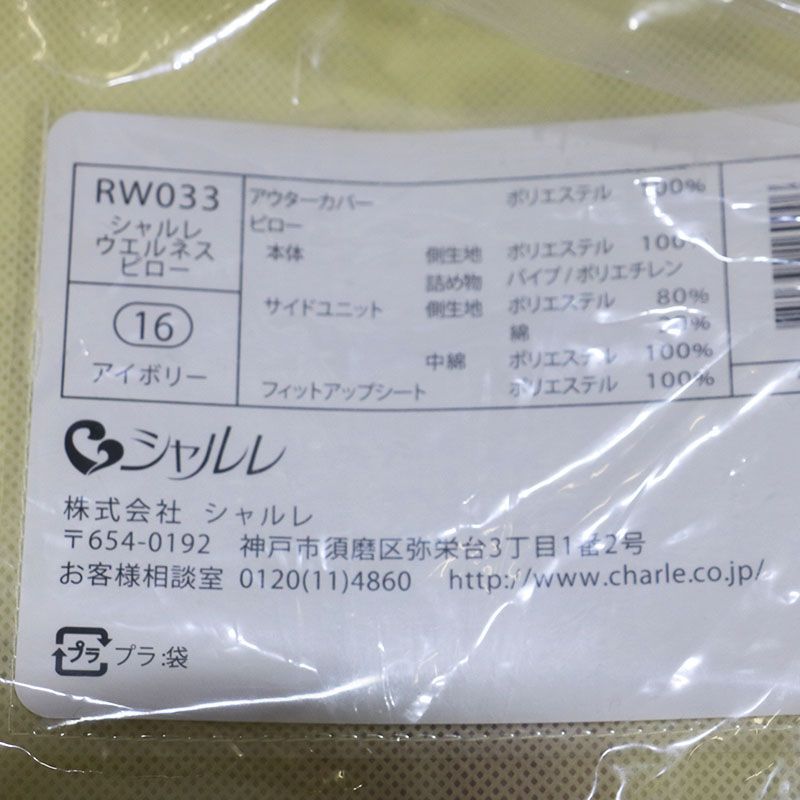 RW033
シャルレ
ウエルネス
ピロー
16
アイボリー
アウターカバー ポリエステル 100%
ピロー
本体 側生地 ポリエステル 100%
詰め物 パイプ/ポリエチレン
サイドユニット 側生地 ポリエステル 80%
綿 20%
中綿 ポリエステル 100%
フィットアップシート ポリエステル 100%
シャルレ
株式会社 シャルレ
〒654-0192 神戸市須磨区弥栄台3丁目1番2号
お客様相談室 0120(11)4860 http://www.charle.co.jp/
プラ プラ:袋